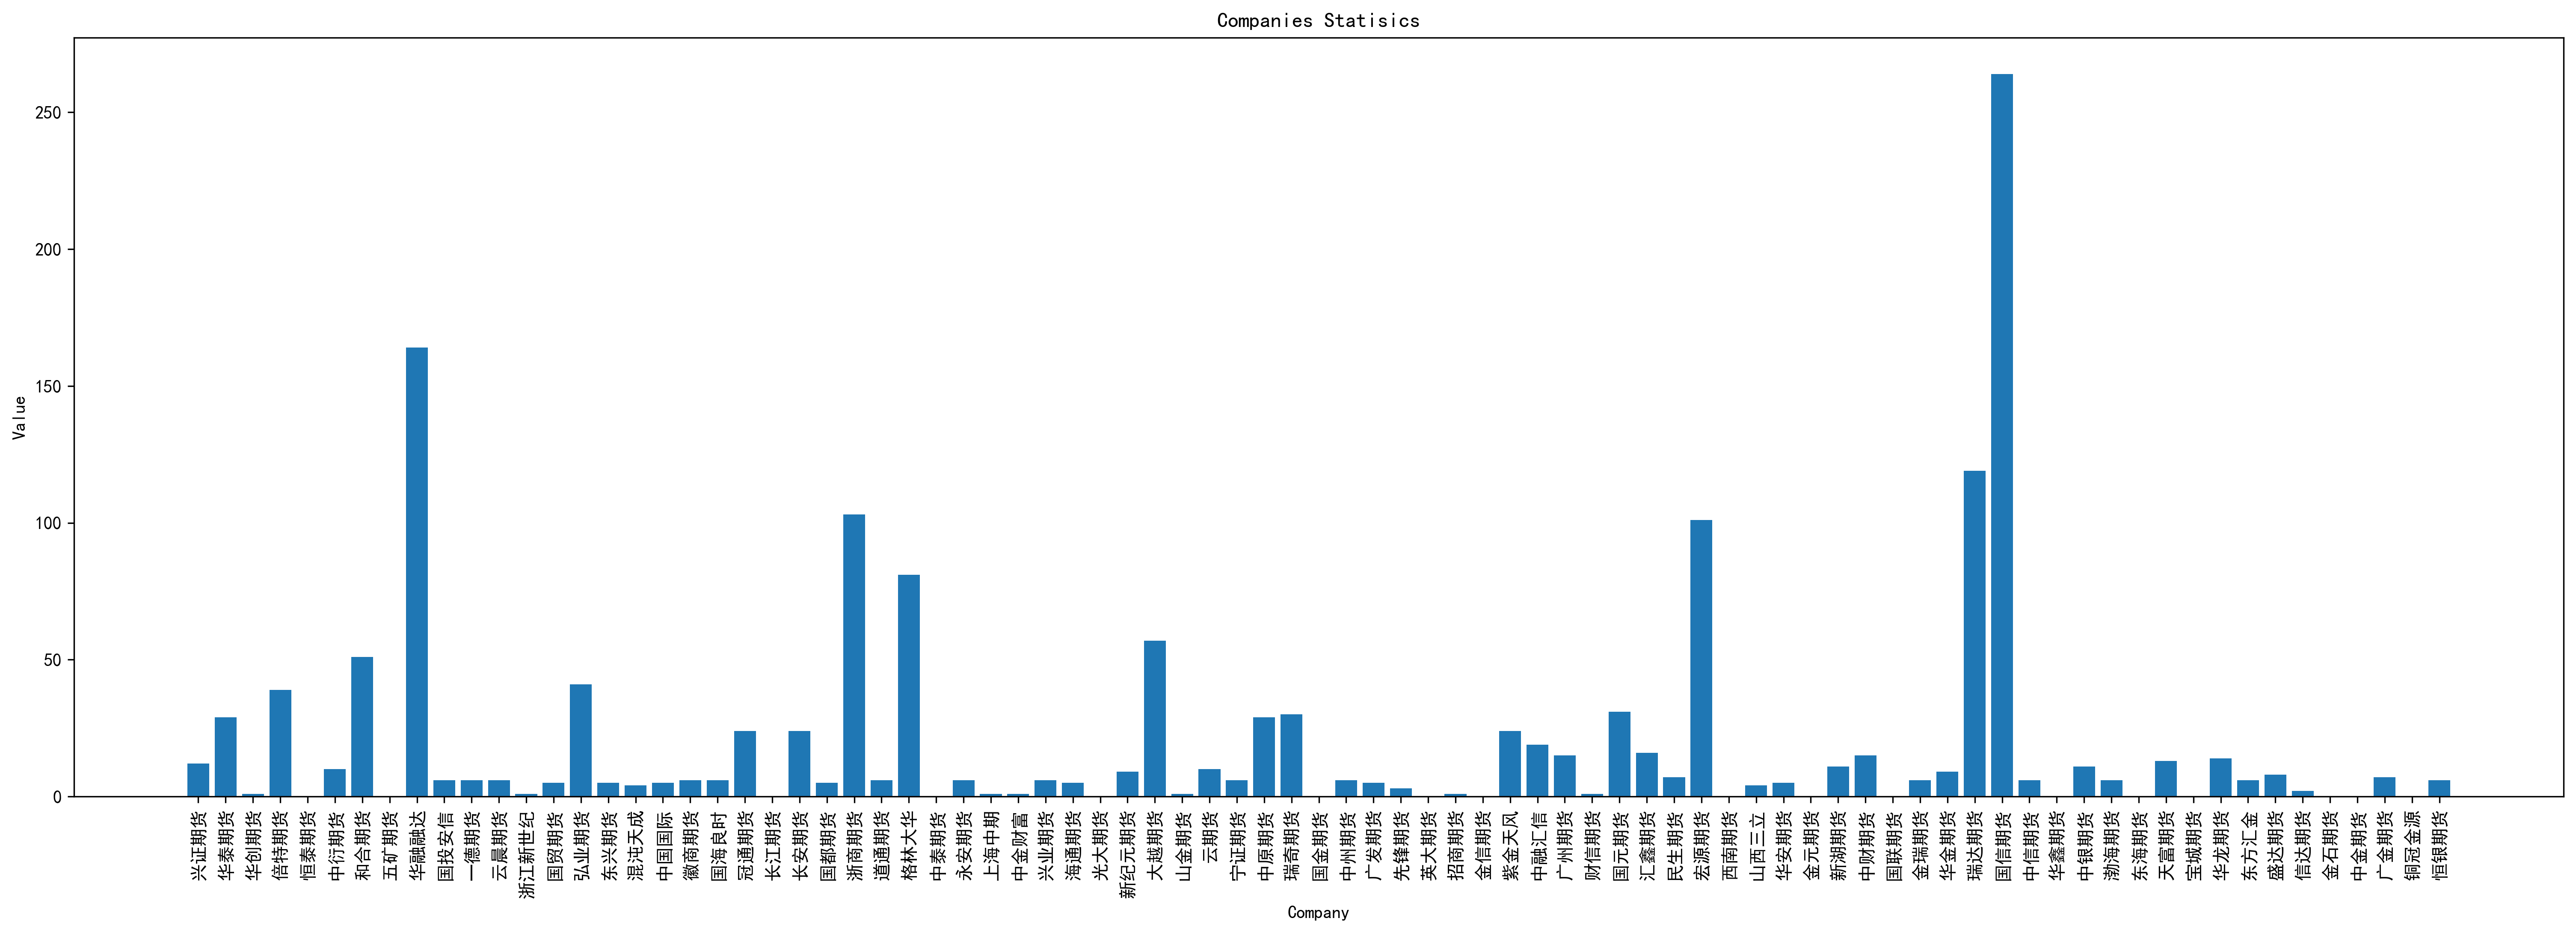 Companies Statisics
Value
250
200
150
100
50
0
兴证期货
华泰期货
华创期货
倍特期货
恒泰期货
中衍期货
和合期货
五矿期货
华融融达
国投安信
一德期货
云晨期货
浙江新世纪
国贸期货
弘业期货
东兴期货
混沌天成
中国国际
徽商期货
国海良时
冠通期货
长江期货
长安期货
国都期货
浙商期货
道通期货
格林大华
中泰期货
永安期货
上海中期
中金财富
兴业期货
海通期货
光大期货
新纪元期货
大越期货
山金期货
云期货
宁证期货
中原期货
瑞奇期货
国金期货
中州期货
广发期货
先锋期货
英大期货
招商期货
金信期货
紫金天风
中融汇信
广州期货
财信期货
国元期货
汇鑫期货
民生期货
宏源期货
西南期货
山西三立
华安期货
金元期货
新湖期货
中财期货
国联期货
金瑞期货
华金期货
瑞达期货
国信期货
中信期货
华鑫期货
中银期货
渤海期货
东海期货
天富期货
宝城期货
华龙期货
东方汇金
盛达期货
信达期货
金石期货
中金期货
广金期货
铜冠金源
恒银期货
Company